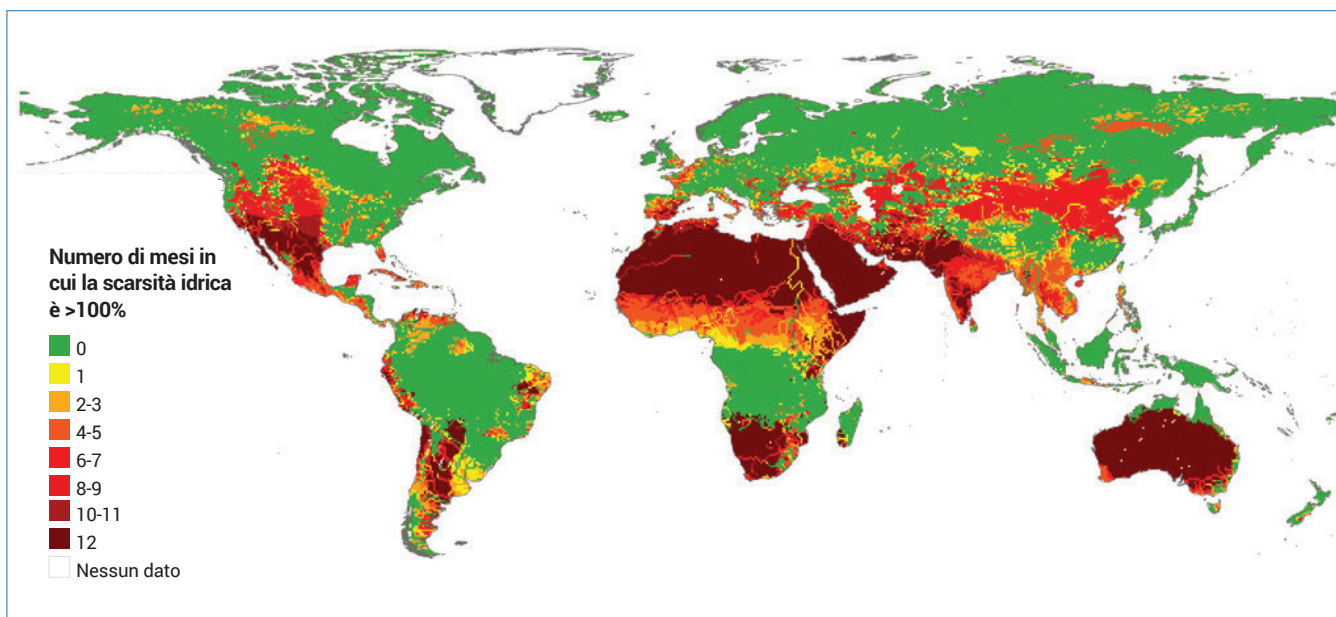 Numero di mesi in
cui la scarsità idrica
è >100%
0
1
2-3
4-5
6-7
8-9
10-11
12
Nessun dato